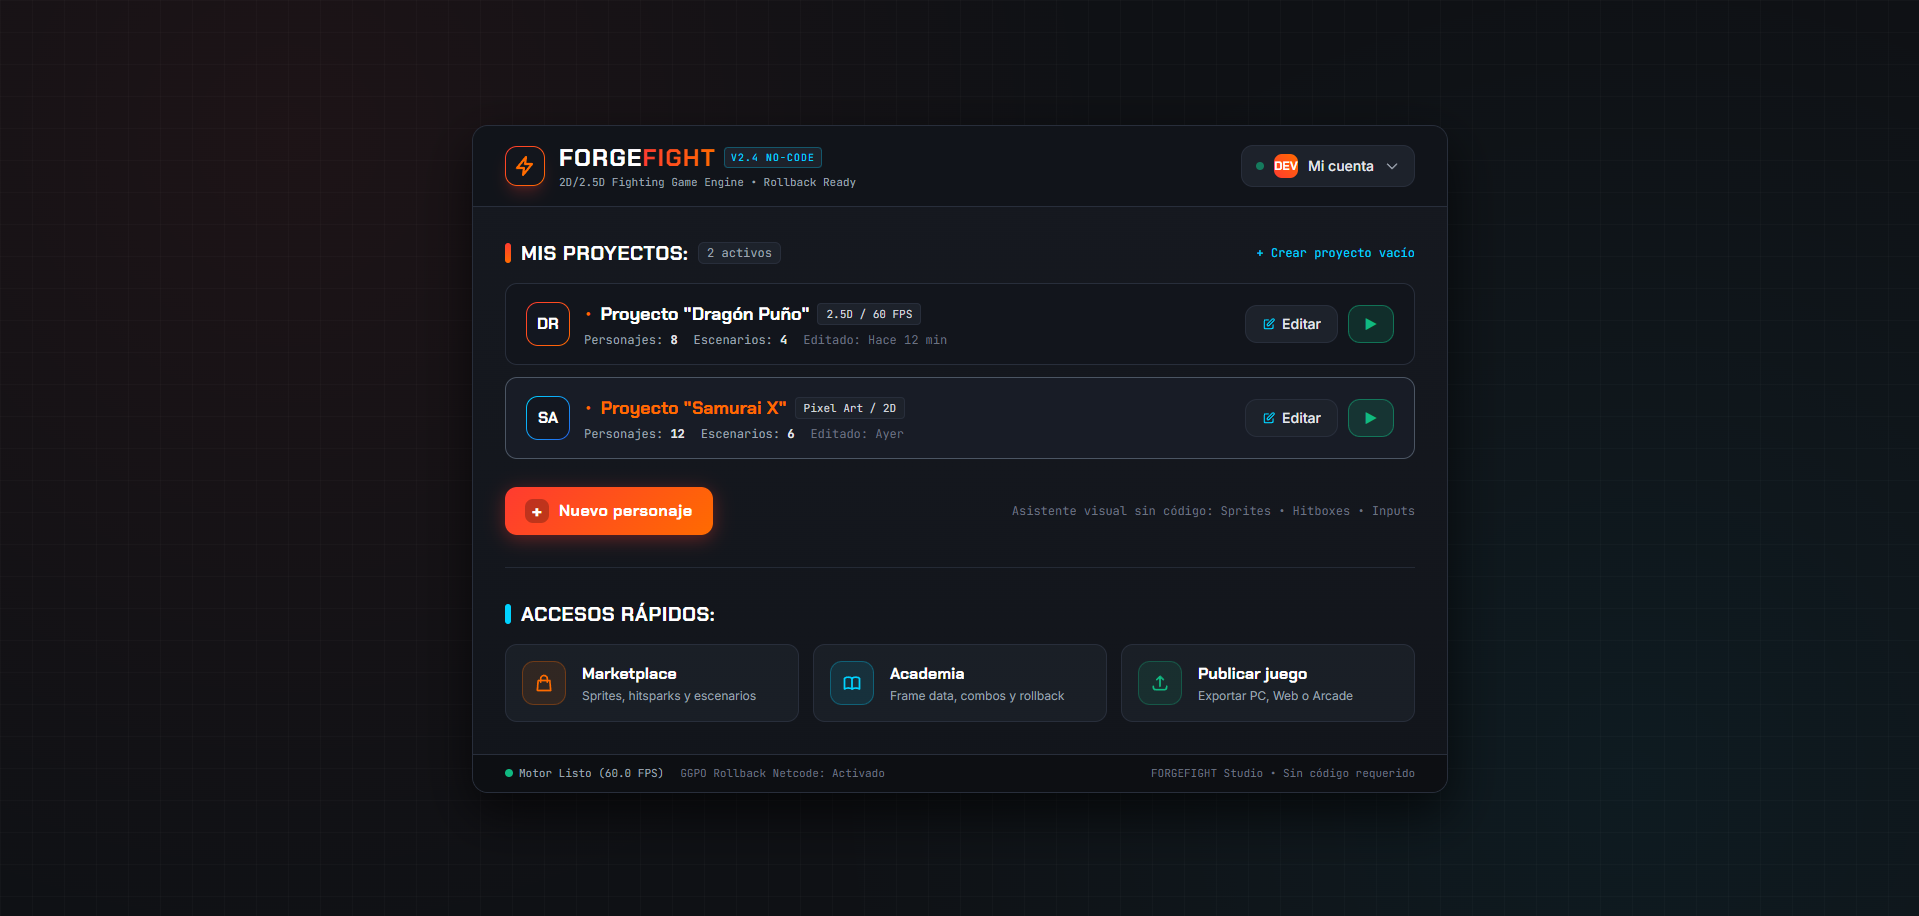 FORGEFIGHT V2.4 NO-CODE
2D/2.5D Fighting Game Engine • Rollback Ready
DEV Mi cuenta
MIS PROYECTOS: 2 activos
+ Crear proyecto vacío
DR
• Proyecto "Dragón Puño" 2.5D / 60 FPS
Personajes: 8 Escenarios: 4 Editado: Hace 12 min
Editar
SA
• Proyecto "Samurai X" Pixel Art / 2D
Personajes: 12 Escenarios: 6 Editado: Ayer
Editar
+ Nuevo personaje
Asistente visual sin código: Sprites • Hitboxes • Inputs
ACCESOS RÁPIDOS:
Marketplace
Sprites, hitsparks y escenarios
Academia
Frame data, combos y rollback
Publicar juego
Exportar PC, Web o Arcade
Motor Listo (60.0 FPS) GGPO Rollback Netcode: Activado
FORGEFIGHT Studio • Sin código requerido